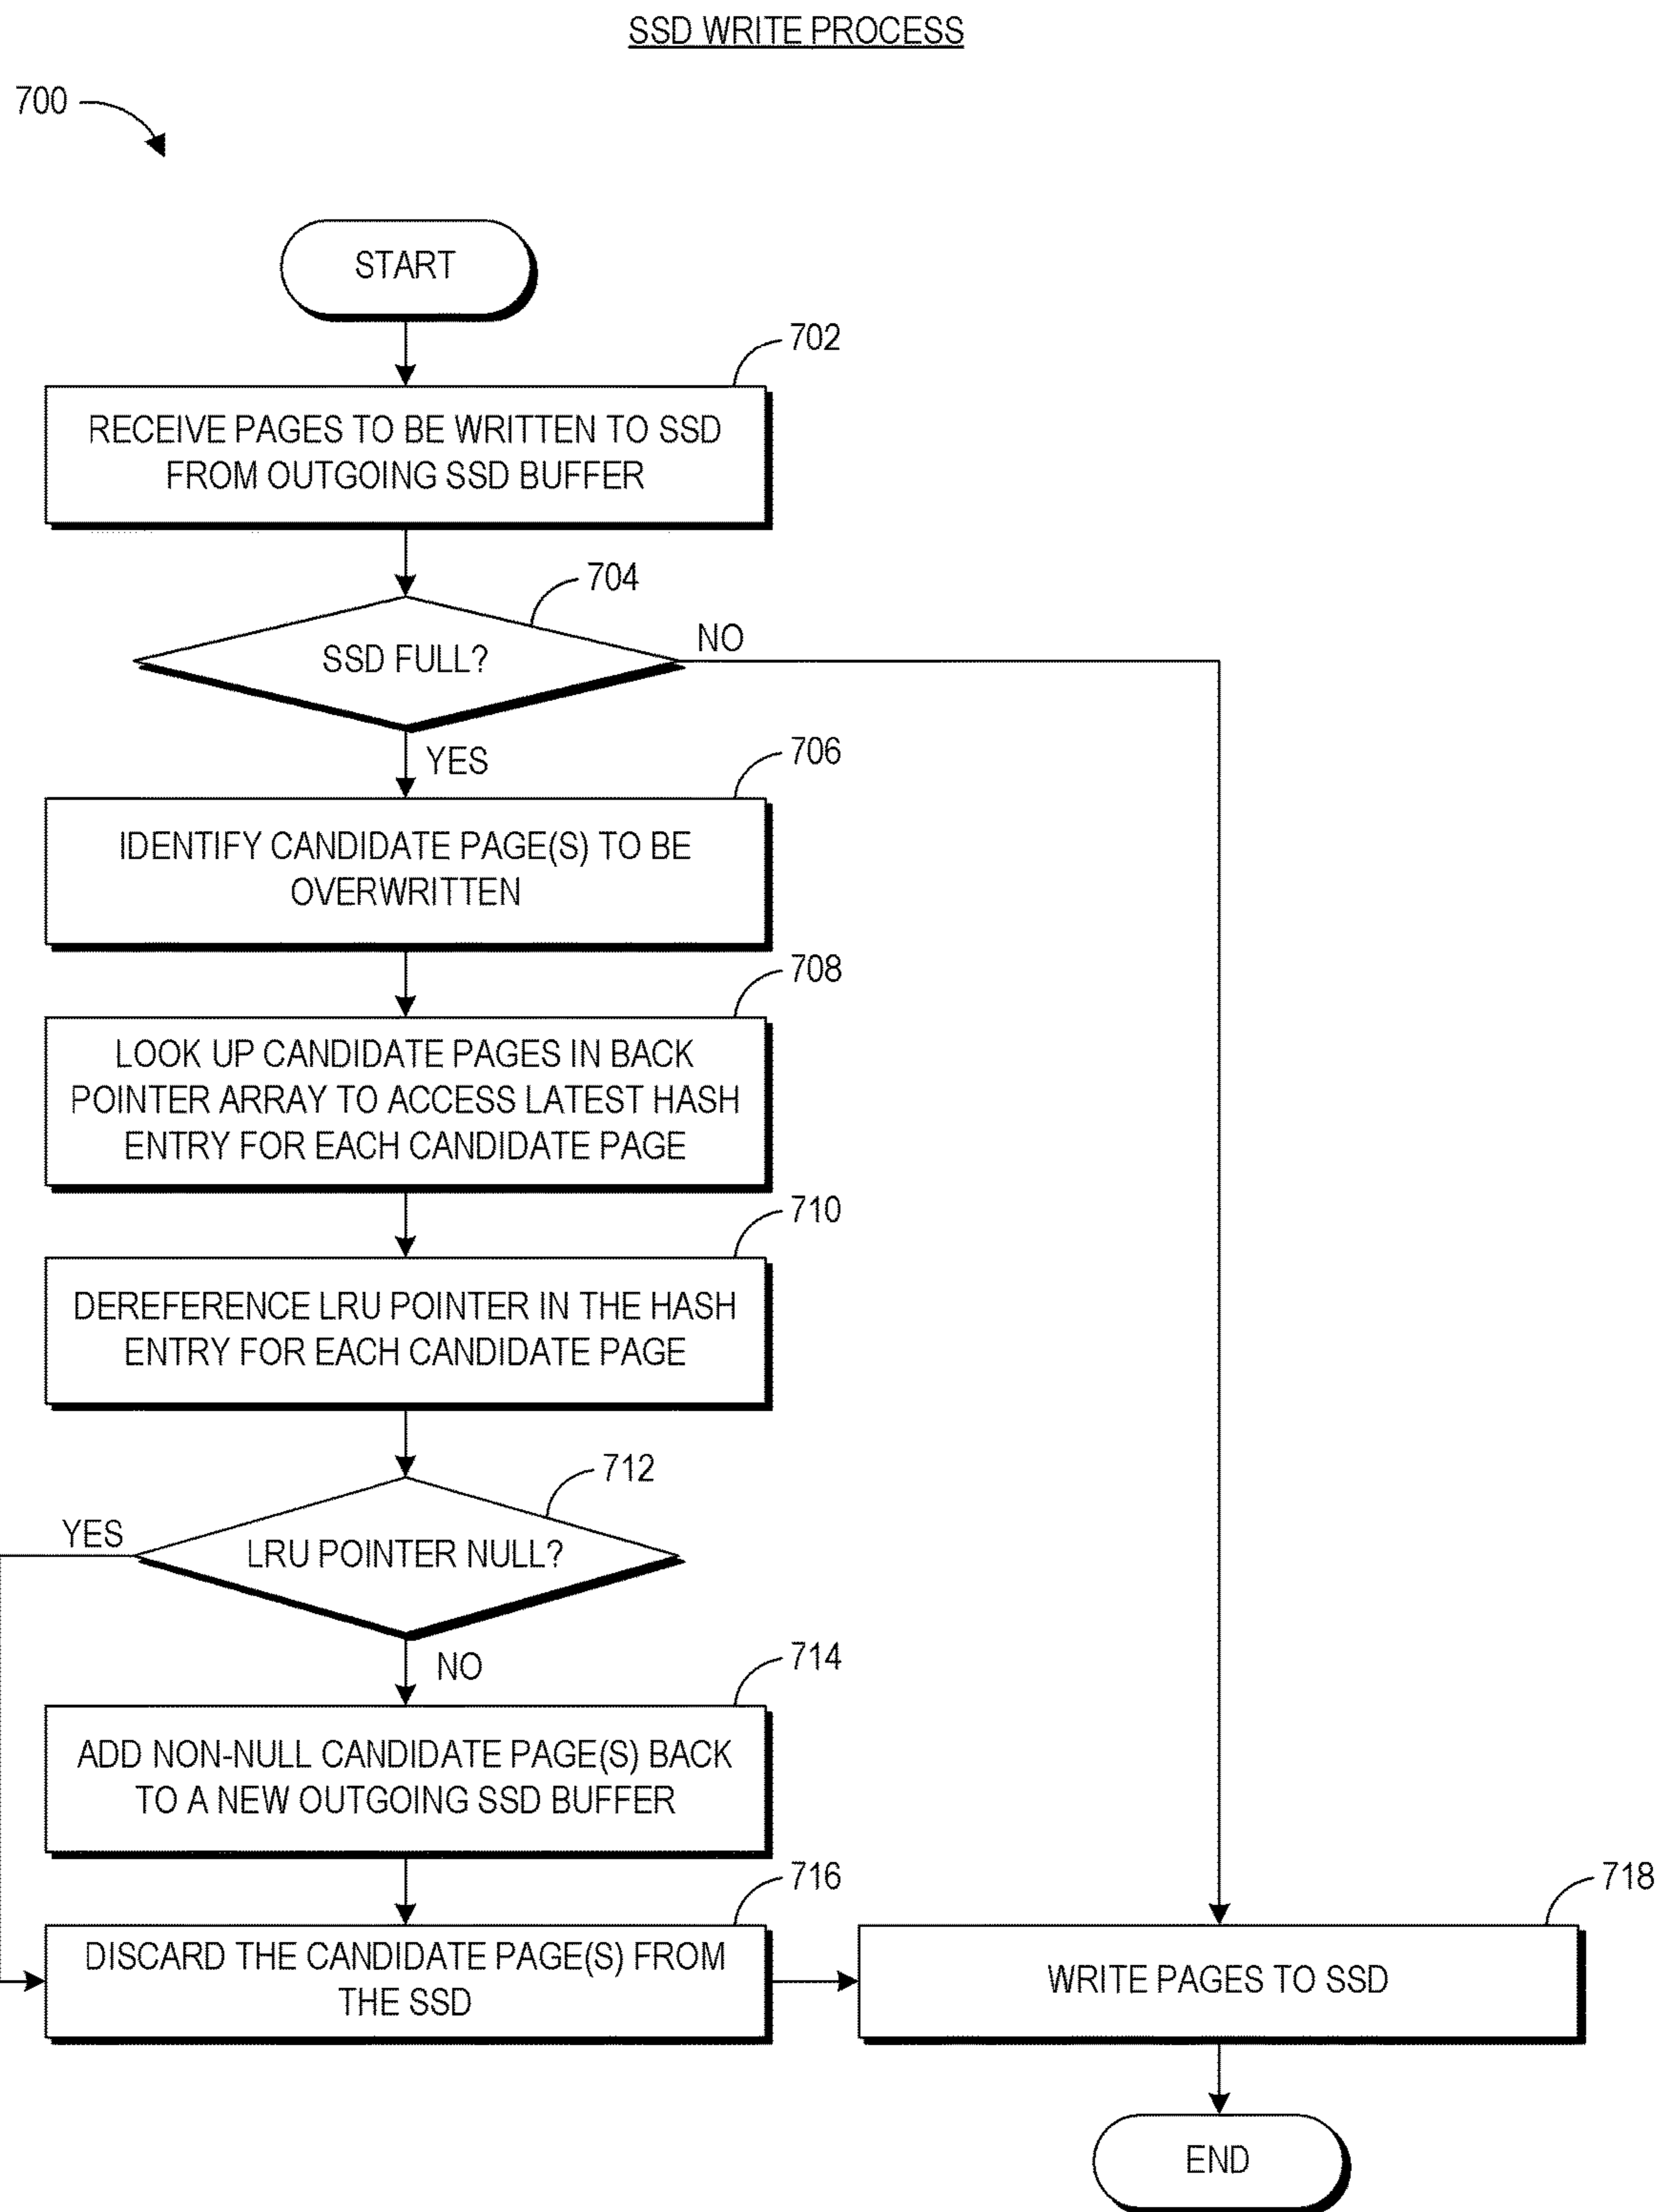 SSD WRITE PROCESS
700
START
702
RECEIVE PAGES TO BE WRITTEN TO SSD
FROM OUTGOING SSD BUFFER
704
SSD FULL?
NO
YES
706
IDENTIFY CANDIDATE PAGE(S) TO BE
OVERWRITTEN
708
LOOK UP CANDIDATE PAGES IN BACK
POINTER ARRAY TO ACCESS LATEST HASH
ENTRY FOR EACH CANDIDATE PAGE
710
DEREFERENCE LRU POINTER IN THE HASH
ENTRY FOR EACH CANDIDATE PAGE
712
YES
LRU POINTER NULL?
NO
714
ADD NON-NULL CANDIDATE PAGE(S) BACK
TO A NEW OUTGOING SSD BUFFER
716
DISCARD THE CANDIDATE PAGE(S) FROM
THE SSD
718
WRITE PAGES TO SSD
END